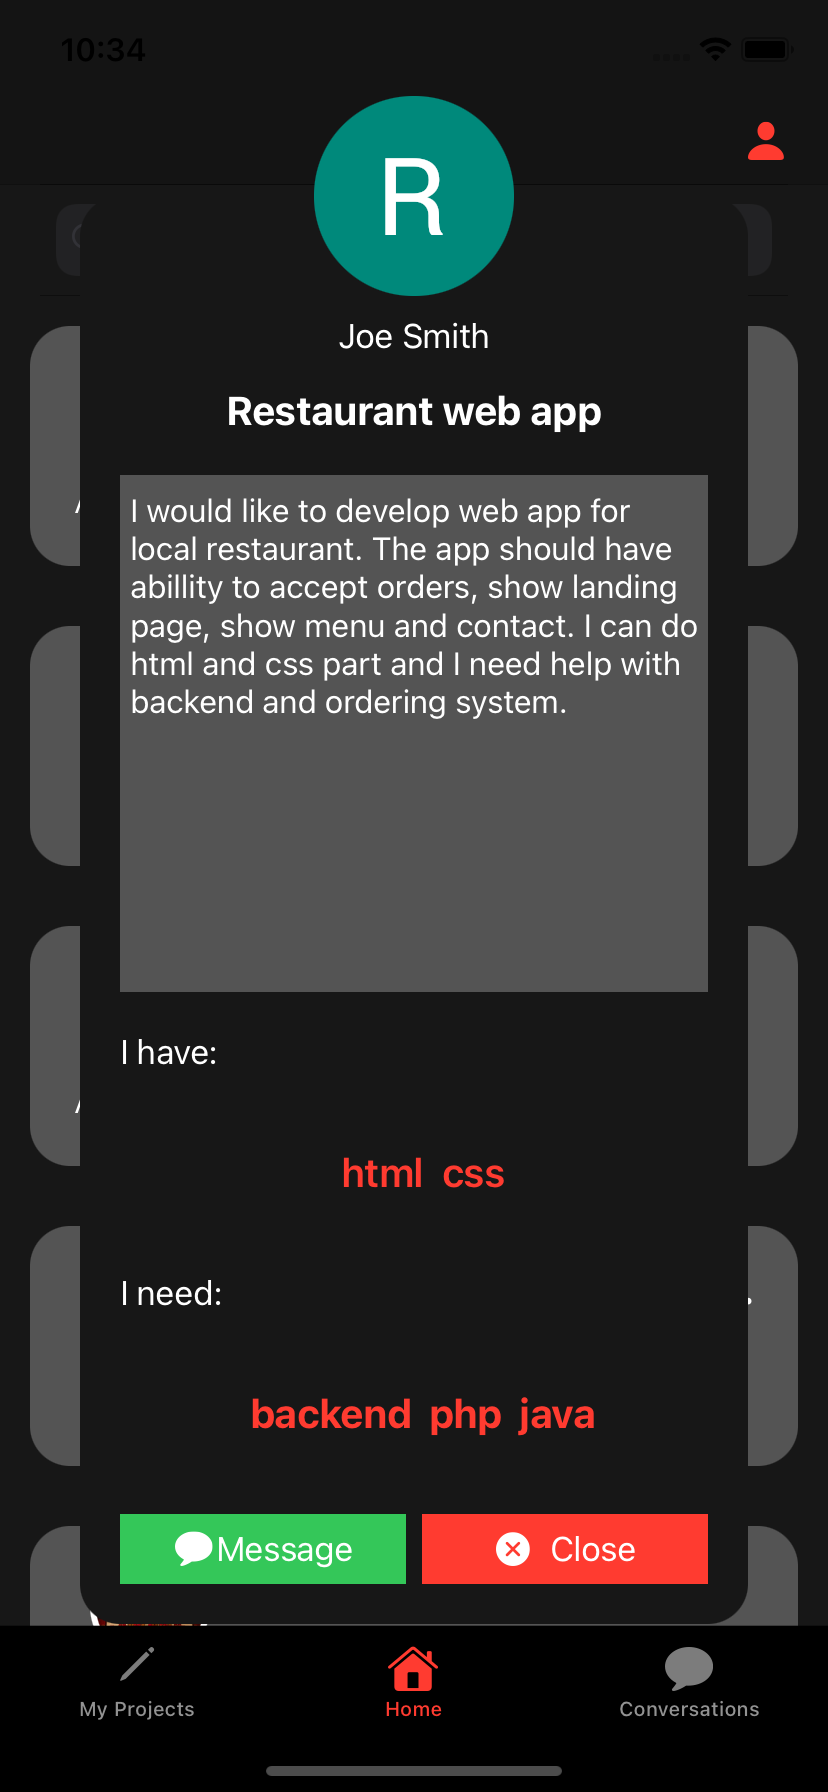 10:34
R
Joe Smith
Restaurant web app
I would like to develop web app for
local restaurant. The app should have
abillity to accept orders, show landing
page, show menu and contact. I can do
html and css part and I need help with
backend and ordering system.
I have:
html css
I need:
backend php java
Message
Close
My Projects
Home
Conversations